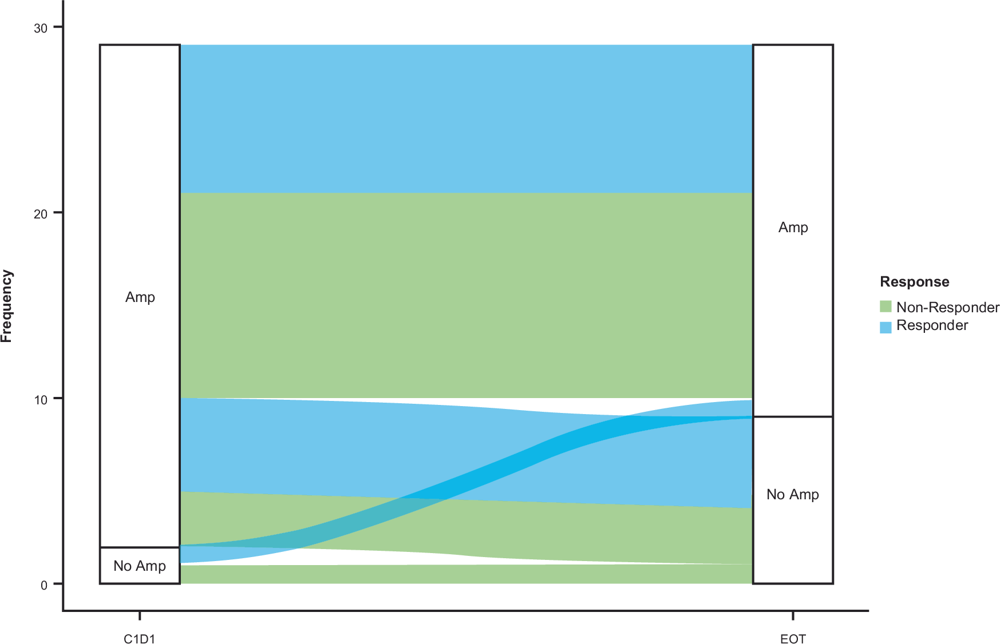 30
20
10
0
Frequency
Amp
No Amp
Amp
No Amp
C1D1
EOT
Response
Non-Responder
Responder